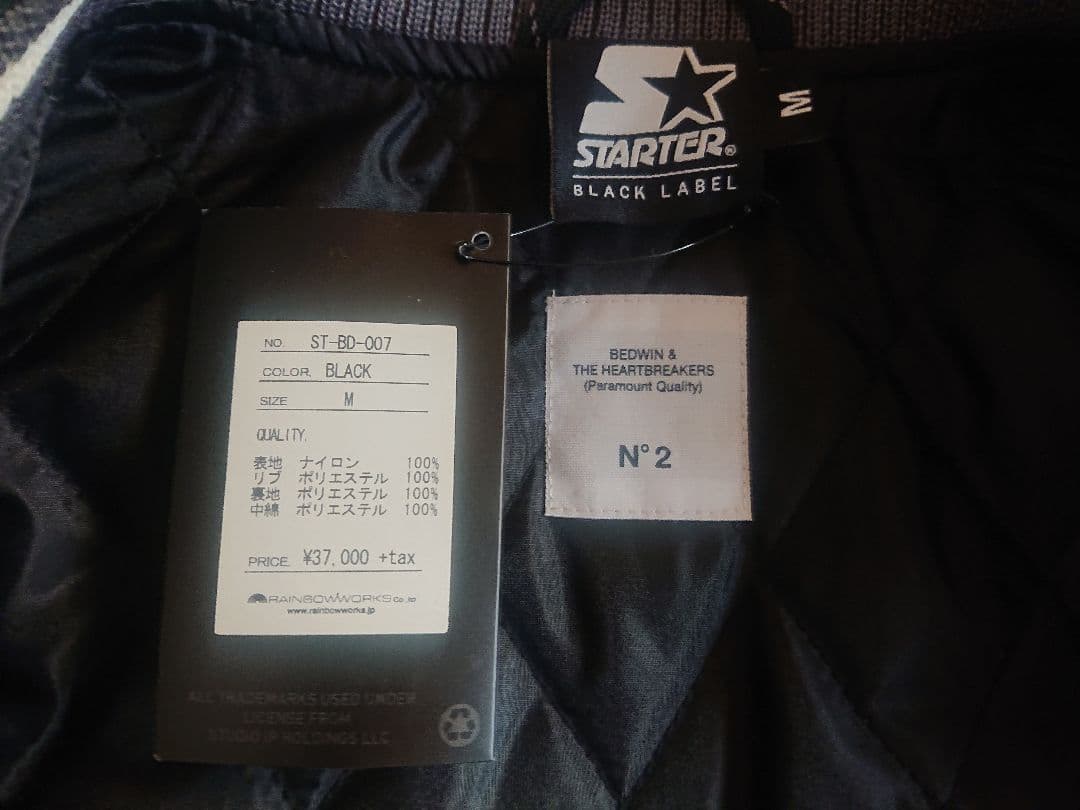 STARTER®
BLACK LABEL
M
NO. ST-BD-007
COLOR. BLACK
SIZE M
QUALITY.
表地 ナイロン 100%
リブ ポリエステル 100%
裏地 ポリエステル 100%
中綿 ポリエステル 100%
PRICE. ¥37,000 +tax
RAINBOWWORKS Co.,ltd
www.rainbowworks.jp
ALL TRADEMARKS USED UNDER
LICENSE FROM
STUDIO IP HOLDINGS LLC
BEDWIN &
THE HEARTBREAKERS
(Paramount Quality)
N° 2